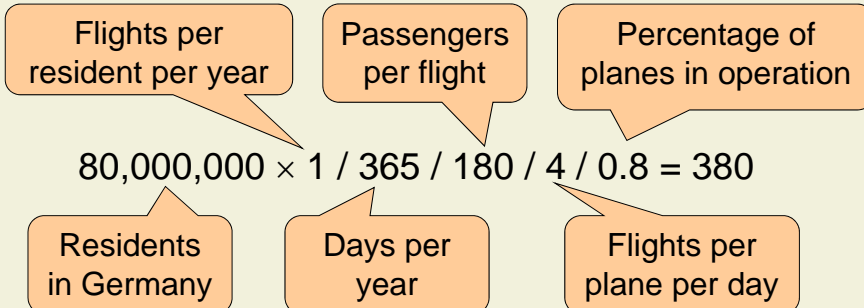 Flights per
resident per year
Passengers
per flight
Percentage of
planes in operation
80,000,000 × 1 / 365 / 180 / 4 / 0.8 = 380
Residents
in Germany
Days per
year
Flights per
plane per day